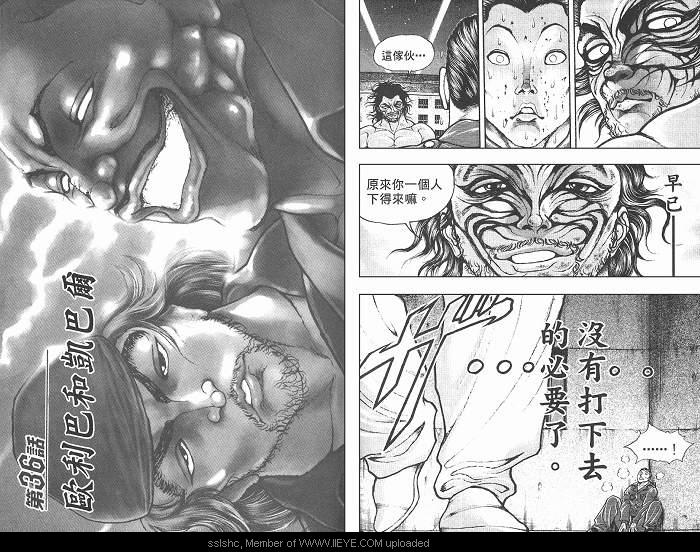 這傢伙⋯
原來你一個人
下得來嘛。
早已
沒有打下去
的必要了。
⋯⋯!
第36話
歐利巴和凱巴爾
sslshc, Member of WWW.IIEYE.COM uploaded